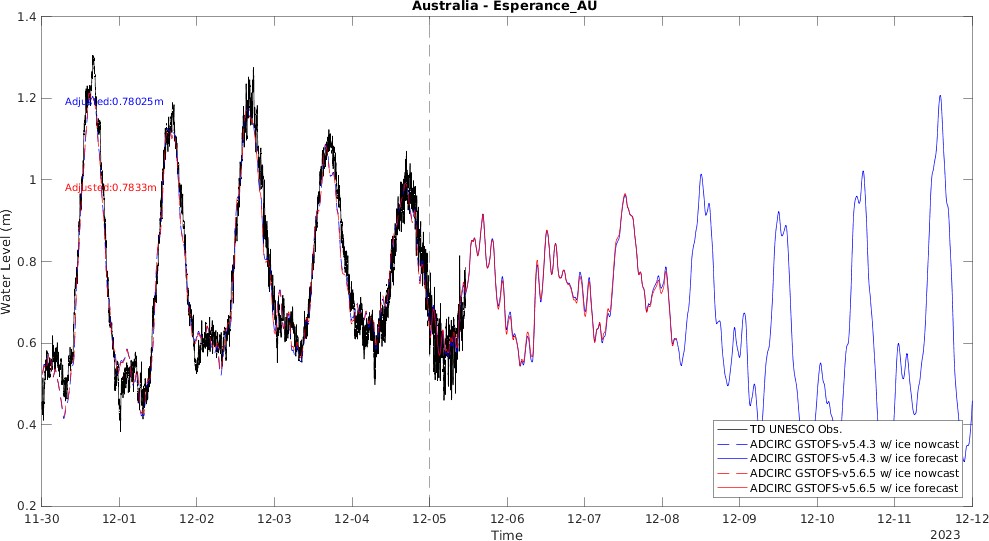 Australia - Esperance_AU
1.4
1.2
1
0.8
0.6
0.4
0.2
Water Level (m)
Adjusted:0.78025m
Adjusted:0.7833m
TD UNESCO Obs.
ADCIRC GSTOFS-v5.4.3 w/ ice nowcast
ADCIRC GSTOFS-v5.4.3 w/ ice forecast
ADCIRC GSTOFS-v5.6.5 w/ ice nowcast
ADCIRC GSTOFS-v5.6.5 w/ ice forecast
11-30 12-01 12-02 12-03 12-04 12-05 12-06 12-07 12-08 12-09 12-10 12-11 12-12
Time
2023